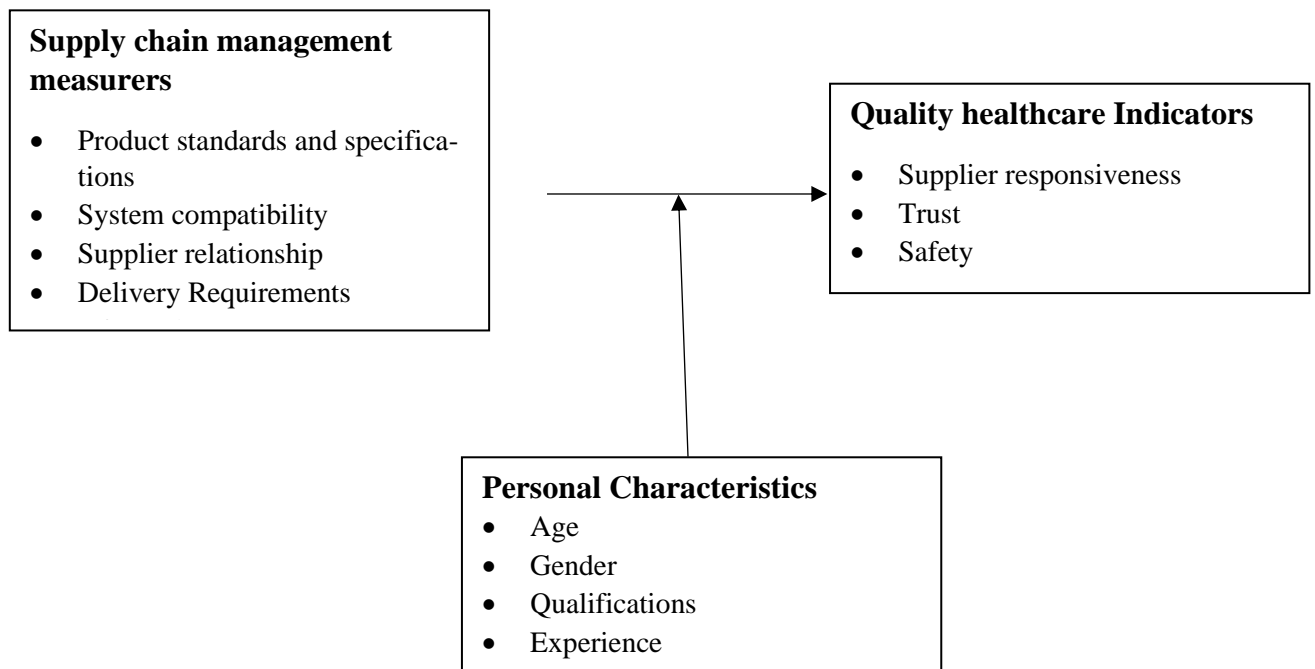 Supply chain management
measurers
• Product standards and specifica-
tions
• System compatibility
• Supplier relationship
• Delivery Requirements
Quality healthcare Indicators
• Supplier responsiveness
• Trust
• Safety
Personal Characteristics
• Age
• Gender
• Qualifications
• Experience